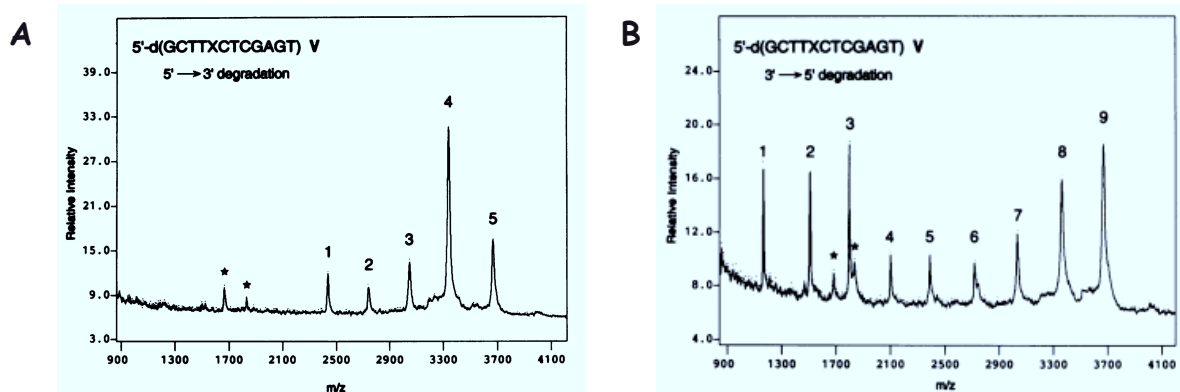 A
5'-d(GCTTXCTCGAGT) V
5' → 3' degradation
Relative Intensity
39.0
33.0
27.0
21.0
15.0
9.0
3.0
*
*
1
2
3
4
5
900 1300 1700 2100 2500 2900 3300 3700 4100
m/z
B
5'-d(GCTTXCTCGAGT) V
3' → 5' degradation
Relative Intensity
24.0
20.0
16.0
12.0
8.0
4.0
1
2
*
3
*
4
5
6
7
8
9
900 1300 1700 2100 2500 2900 3300 3700 4100
m/z